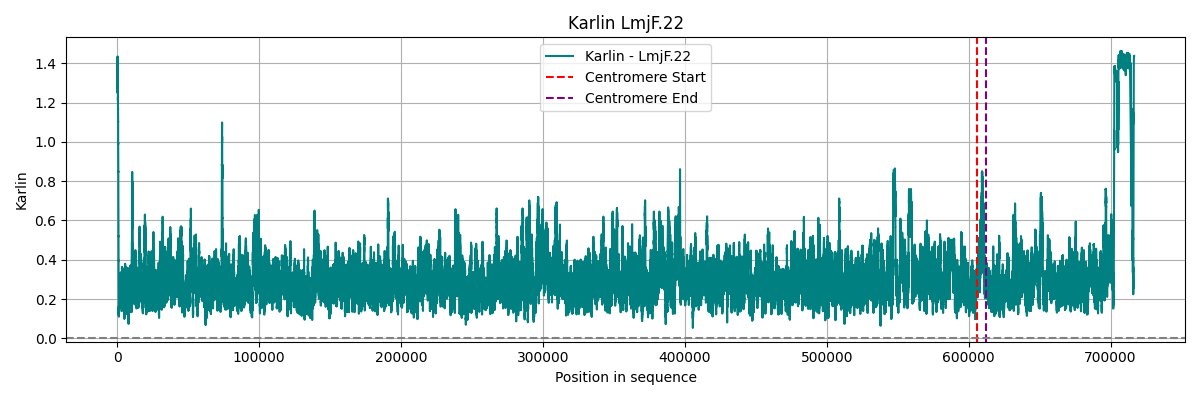 Karlin LmjF.22
Karlin - LmjF.22
Centromere Start
Centromere End
Karlin
1.4
1.2
1.0
0.8
0.6
0.4
0.2
0.0
0 100000 200000 300000 400000 500000 600000 700000
Position in sequence